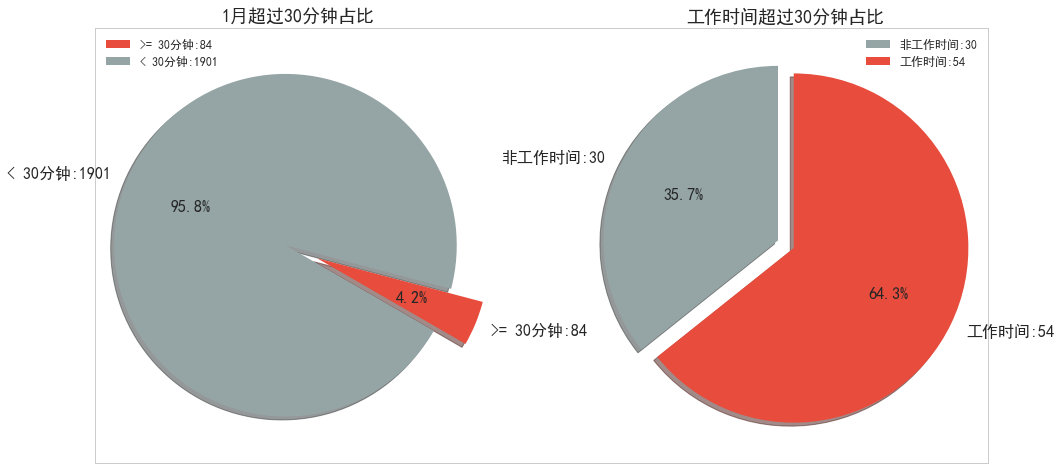 1月超过30分钟占比
>= 30分钟:84
< 30分钟:1901
< 30分钟:1901
95.8%
4.2%
>= 30分钟:84
工作时间超过30分钟占比
非工作时间:30
工作时间:54
非工作时间:30
35.7%
64.3%
工作时间:54